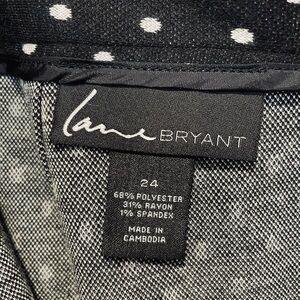 Lane BRYANT
24
68% POLYESTER
31% RAYON
1% SPANDEX
MADE IN
CAMBODIA